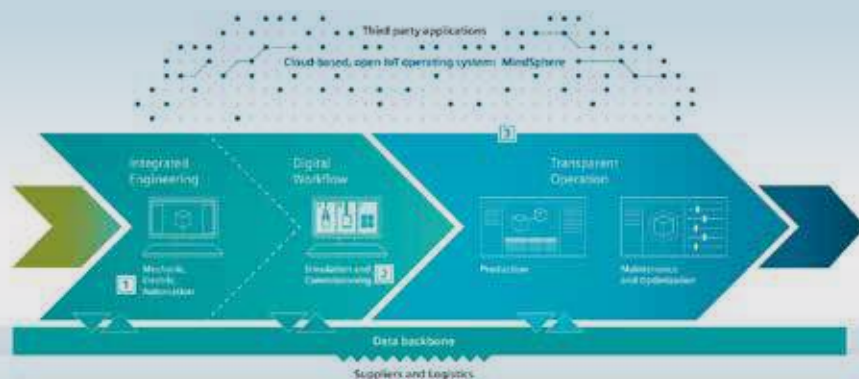 Third party applications
Cloud-based, open IoT operating system: MindSphere
3
Integrated
Engineering
Digital
Workflow
Transparent
Operation
1
Mechanic,
Electric,
Automation
Simulation and
Commissioning
2
Production
Maintenance
and Optimization
Data backbone
Suppliers and Logistics